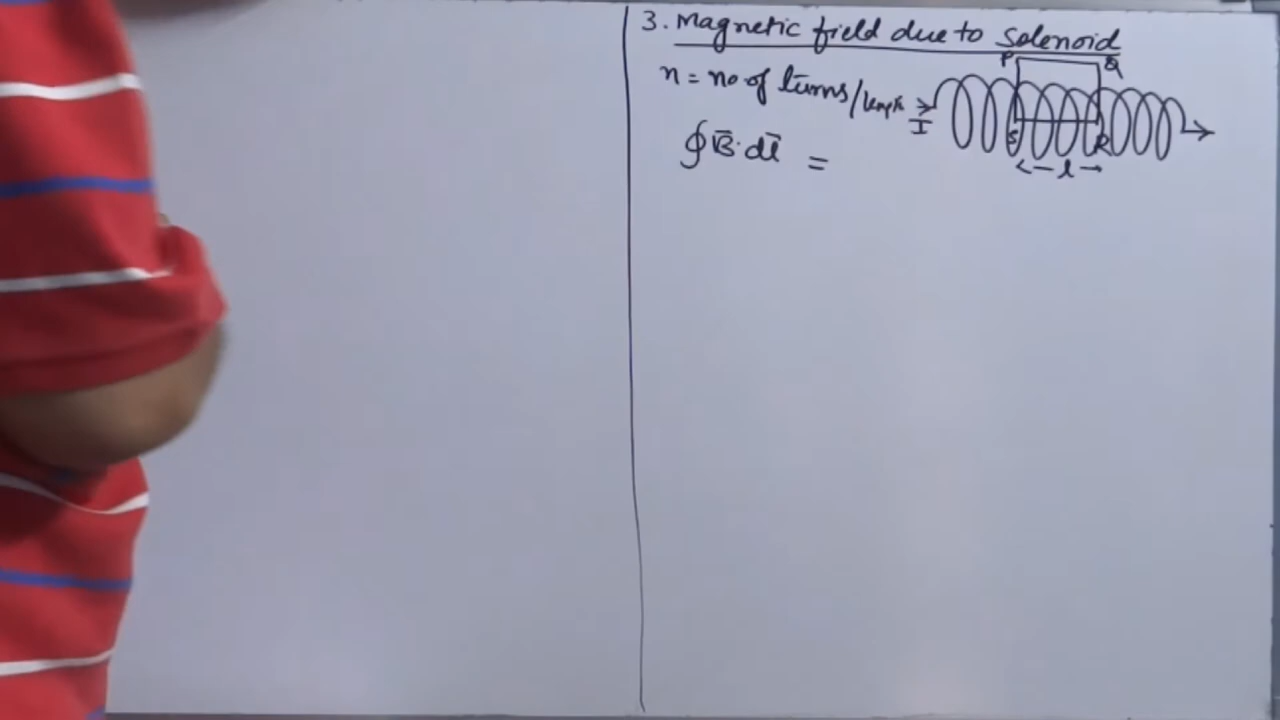 3. Magnetic field due to Solenoid
n = no of turns/length
I
P Q
S R
l
∮B̄·dl̄ =